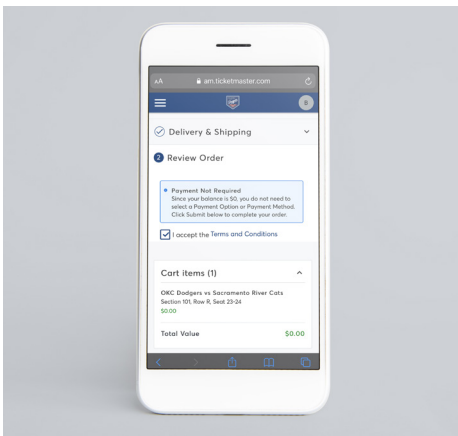 AA am.ticketmaster.com
B
Delivery & Shipping
2 Review Order
Payment Not Required
Since your balance is $0, you do not need to
select a Payment Option or Payment Method.
Click Submit below to complete your order.
I accept the Terms and Conditions
Cart items (1)
OKC Dodgers vs Sacramento River Cats
Section 101, Row R, Seat 23-24
$0.00
Total Value $0.00